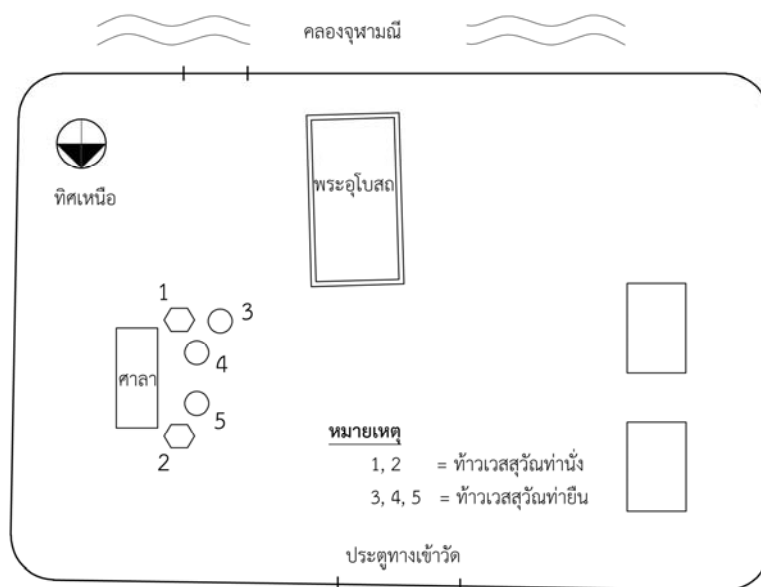 คลองจุฬามณี
พระอุโบสถ
ทิศเหนือ
1
3
4
ศาลา
5
2
หมายเหตุ
1, 2 = ท้าวเวสสุวัณท่านั่ง
3, 4, 5 = ท้าวเวสสุวัณท่ายืน
ประตูทางเข้าวัด